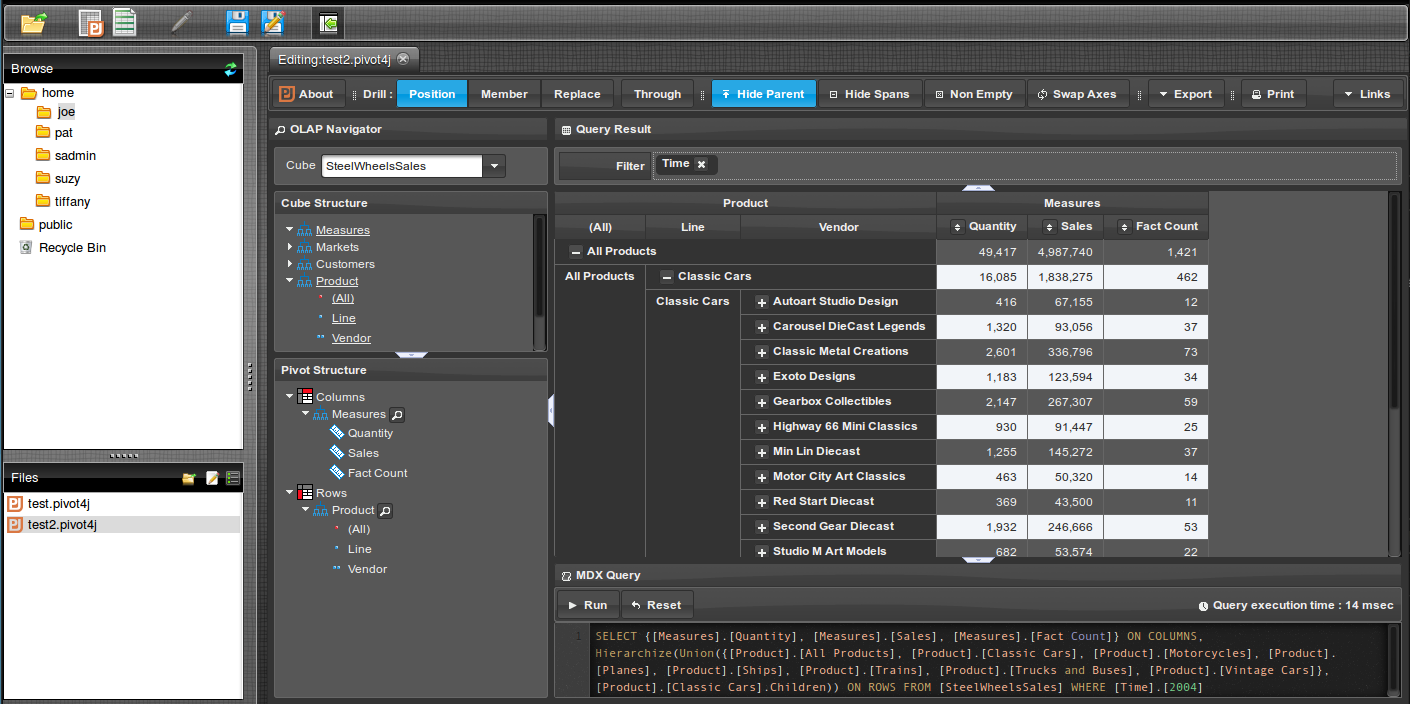 Browse
home
joe
pat
sadmin
suzy
tiffany
public
Recycle Bin
Files
test.pivot4j
test2.pivot4j
Editing:test2.pivot4j
About Drill : Position Member Replace Through Hide Parent Hide Spans Non Empty Swap Axes Export Print Links
OLAP Navigator
Cube SteelWheelsSales
Cube Structure
Measures
Markets
Customers
Product
(All)
Line
Vendor
Pivot Structure
Columns
Measures
Quantity
Sales
Fact Count
Rows
Product
(All)
Line
Vendor
Query Result
Filter Time
Product Measures
(All) Line Vendor Quantity Sales Fact Count
All Products 49,417 4,987,740 1,421
All Products Classic Cars 16,085 1,838,275 462
Classic Cars Autoart Studio Design 416 67,155 12
Carousel DieCast Legends 1,320 93,056 37
Classic Metal Creations 2,601 336,796 73
Exoto Designs 1,183 123,594 34
Gearbox Collectibles 2,147 267,307 59
Highway 66 Mini Classics 930 91,447 25
Min Lin Diecast 1,255 145,272 37
Motor City Art Classics 463 50,320 14
Red Start Diecast 369 43,500 11
Second Gear Diecast 1,932 246,666 53
Studio M Art Models 682 53,574 22
MDX Query
Run Reset Query execution time : 14 msec
1 SELECT {[Measures].[Quantity], [Measures].[Sales], [Measures].[Fact Count]} ON COLUMNS,
Hierarchize(Union({[Product].[All Products], [Product].[Classic Cars], [Product].[Motorcycles], [Product].
[Planes], [Product].[Ships], [Product].[Trains], [Product].[Trucks and Buses], [Product].[Vintage Cars]},
[Product].[Classic Cars].Children)) ON ROWS FROM [SteelWheelsSales] WHERE [Time].[2004]